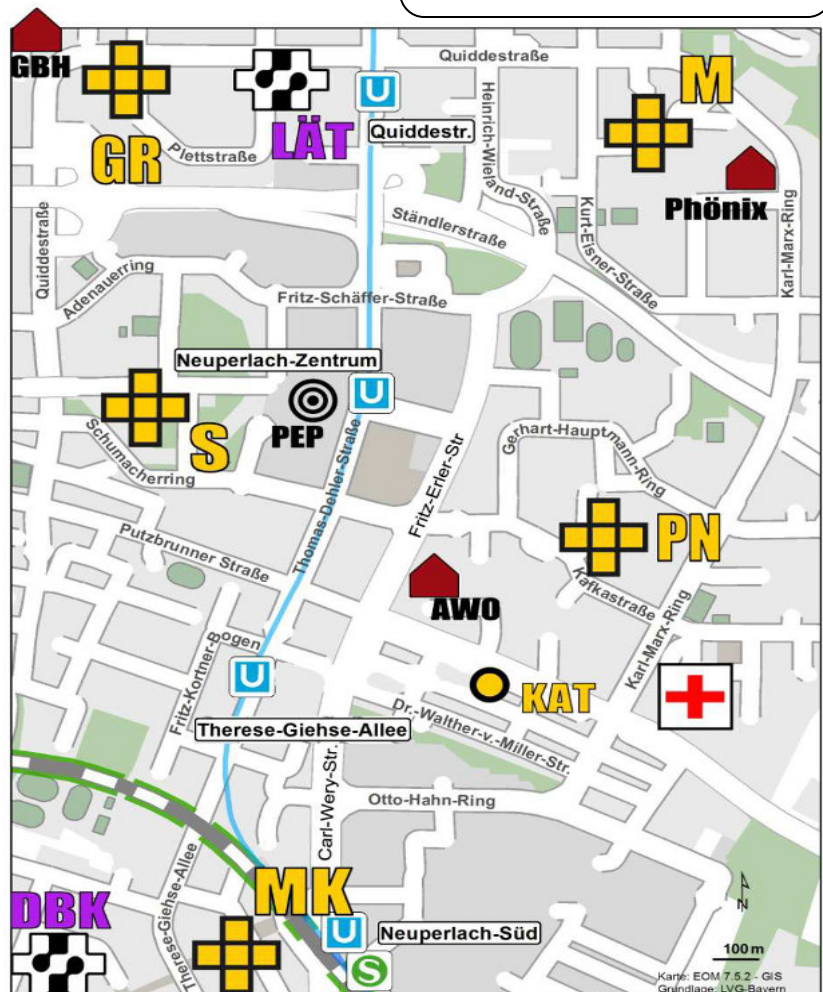 GBH
Quiddestraße
M
U
LÄT
Quiddestr.
GR
Plettstraße
Heinrich-Wieland-Straße
Phönix
Quiddestraße
Ständlerstraße
Kurt-Eisner-Straße
Karl-Marx-Ring
Adenauerring
Fritz-Schäffer-Straße
Neuperlach-Zentrum
U
PEP
S
Schumacherring
Thomas-Dehler-Straße
Fritz-Erler-Str
Gerhart-Hauptmann-Ring
PN
Putzbrunner Straße
AWO
Kafkastraße
Karl-Marx-Ring
Fritz-Kortner-Bogen
U
KAT
Therese-Giehse-Allee
Dr.-Walther-v.-Miller-Str.
Carl-Wery-Str.
Otto-Hahn-Ring
Therese-Giehse-Allee
MK
DBK
U
Neuperlach-Süd
S
N
100 m
Karte: EOM 7.5.2 - GIS
Grundlage: LVG-Bayern